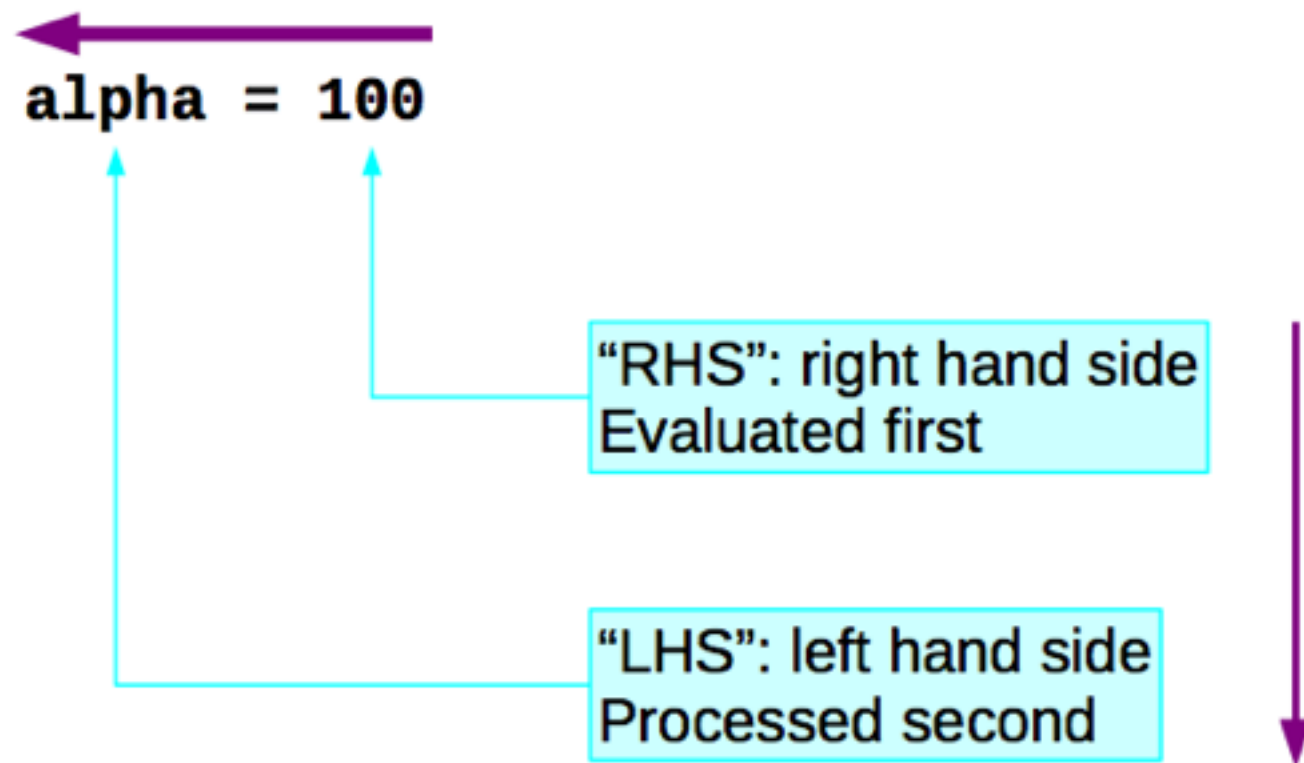 alpha = 100
“RHS”: right hand side
Evaluated first
“LHS”: left hand side
Processed second